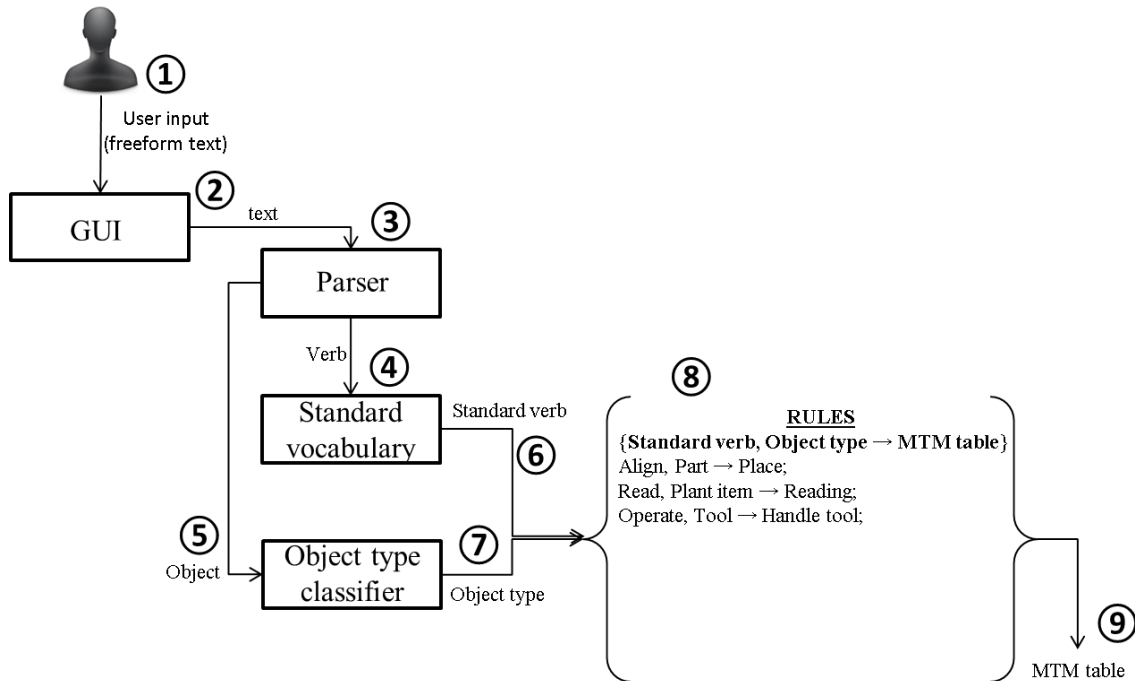 ①
User input
(freeform text)
②
GUI
text
③
Parser
Verb
④
Standard
vocabulary
Standard verb
⑥
⑤
Object
Object type
classifier
⑦
Object type
⑧
RULES
{Standard verb, Object type → MTM table}
Align, Part → Place;
Read, Plant item → Reading;
Operate, Tool → Handle tool;
⑨
MTM table